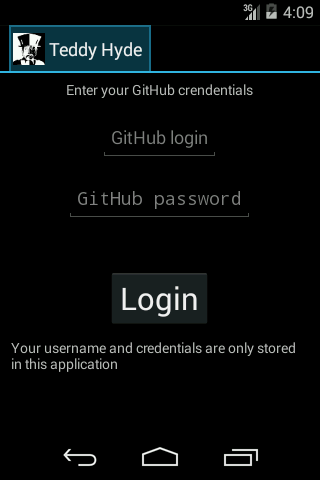 3G 4:09
Teddy Hyde
Enter your GitHub crendentials
GitHub login
GitHub password
Login
Your username and credentials are only stored
in this application